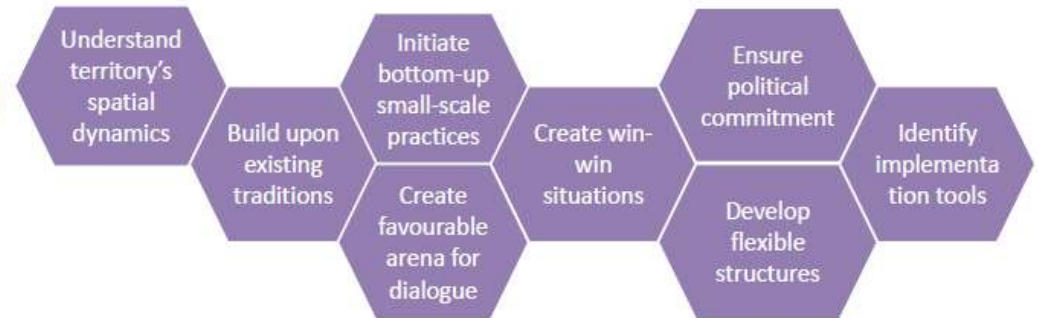 Understand
territory's
spatial
dynamics
Build upon
existing
traditions
Initiate
bottom-up
small-scale
practices
Create
favourable
arena for
dialogue
Create win-
win
situations
Ensure
political
commitment
Develop
flexible
structures
Identify
implementa
tion tools